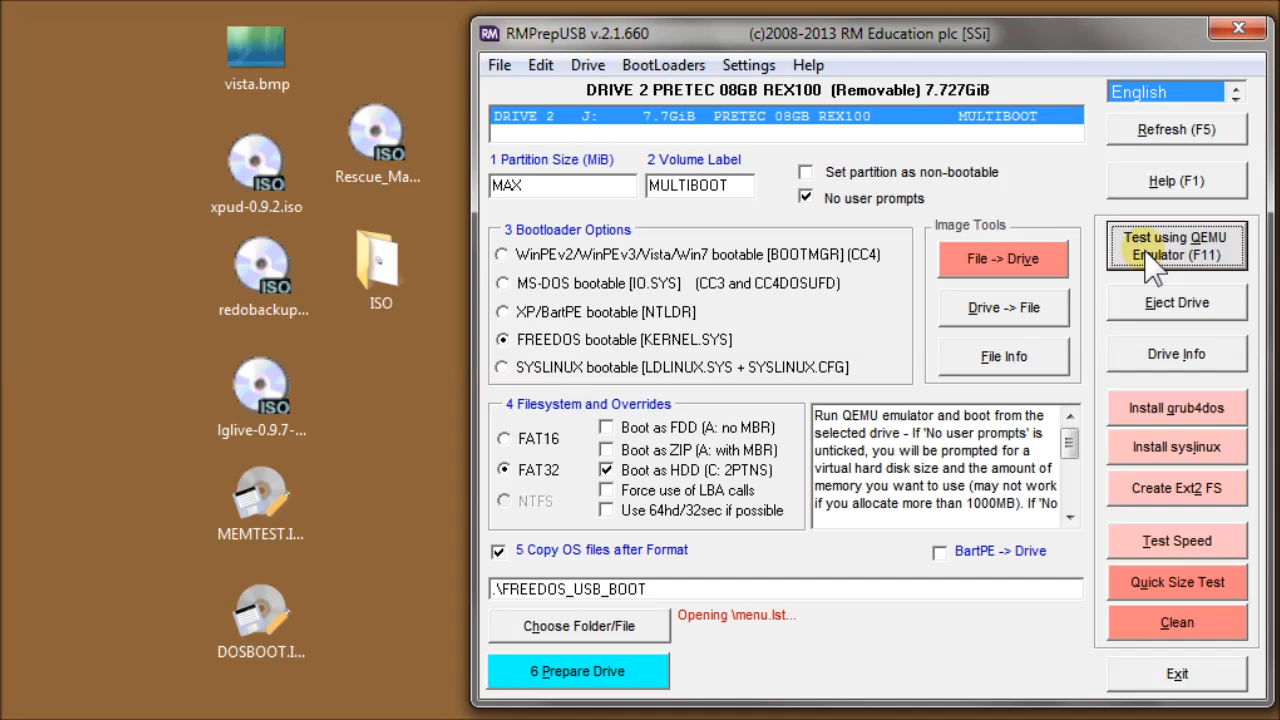 vista.bmp
ISO
xpud-0.9.2.iso
ISO
Rescue_Ma...
ISO
redobackup...
ISO
ISO
lglive-0.9.7-...
MEMTEST.I...
DOSBOOT.I...
RM RMPrepUSB v.2.1.660 (c)2008-2013 RM Education plc [SSi]
File Edit Drive BootLoaders Settings Help
DRIVE 2 PRETEC 08GB REX100 (Removable) 7.727GiB
DRIVE 2 J: 7.7GiB PRETEC 08GB REX100 MULTIBOOT
1 Partition Size (MiB) 2 Volume Label
MAX MULTIBOOT
Set partition as non-bootable
No user prompts
3 Bootloader Options
WinPEv2/WinPEv3/Vista/Win7 bootable [BOOTMGR] (CC4)
MS-DOS bootable [IO.SYS] (CC3 and CC4DOSUFD)
XP/BartPE bootable [NTLDR]
FREEDOS bootable [KERNEL.SYS]
SYSLINUX bootable [LDLINUX.SYS + SYSLINUX.CFG]
Image Tools
File -> Drive
Drive -> File
File Info
4 Filesystem and Overrides
FAT16
FAT32
NTFS
Boot as FDD (A: no MBR)
Boot as ZIP (A: with MBR)
Boot as HDD (C: 2PTNS)
Force use of LBA calls
Use 64hd/32sec if possible
Run QEMU emulator and boot from the
selected drive - If 'No user prompts' is
unticked, you will be prompted for a
virtual hard disk size and the amount of
memory you want to use (may not work
if you allocate more than 1000MB). If 'No
5 Copy OS files after Format
BartPE -> Drive
.\FREEDOS_USB_BOOT
Choose Folder/File
Opening \menu.lst...
6 Prepare Drive
English
Refresh (F5)
Help (F1)
Test using QEMU
Emulator (F11)
Eject Drive
Drive Info
Install grub4dos
Install syslinux
Create Ext2 FS
Test Speed
Quick Size Test
Clean
Exit